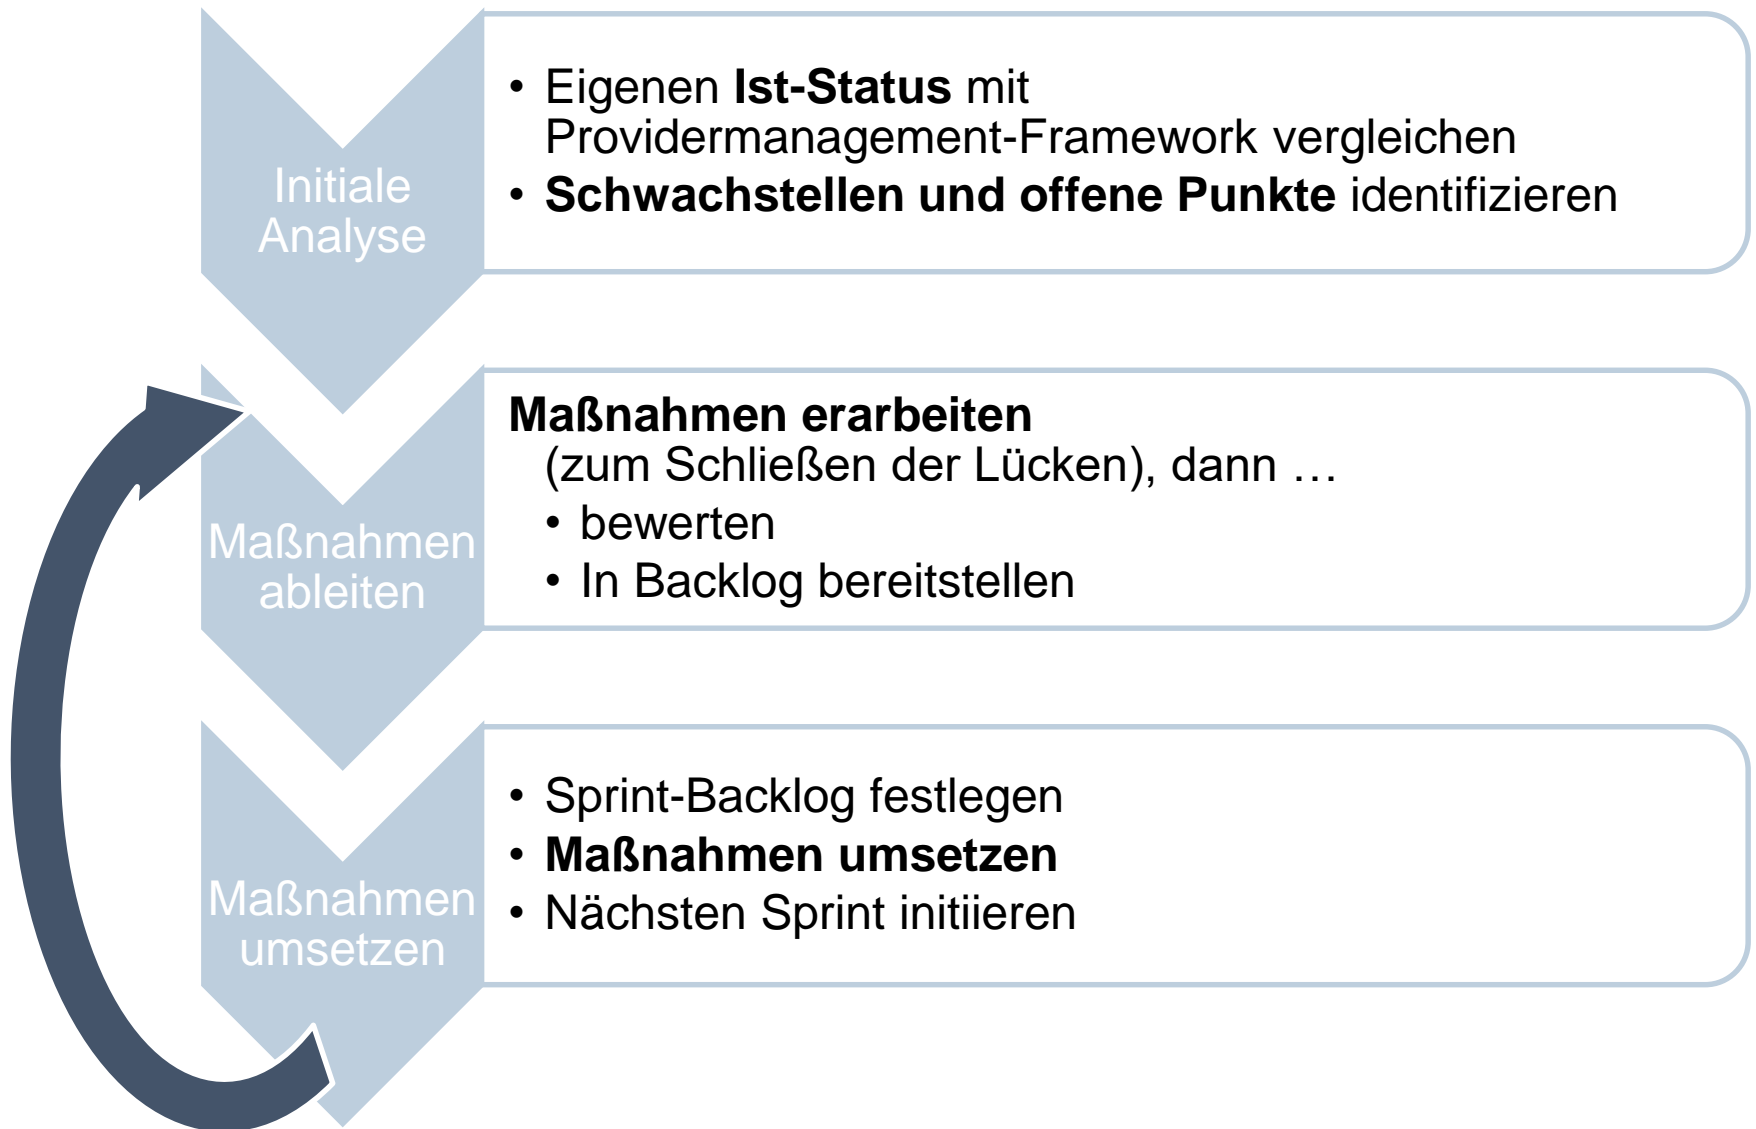 Initiale
Analyse
• Eigenen Ist-Status mit
Providermanagement-Framework vergleichen
• Schwachstellen und offene Punkte identifizieren
Maßnahmen
ableiten
Maßnahmen erarbeiten
(zum Schließen der Lücken), dann …
• bewerten
• In Backlog bereitstellen
Maßnahmen
umsetzen
• Sprint-Backlog festlegen
• Maßnahmen umsetzen
• Nächsten Sprint initiieren